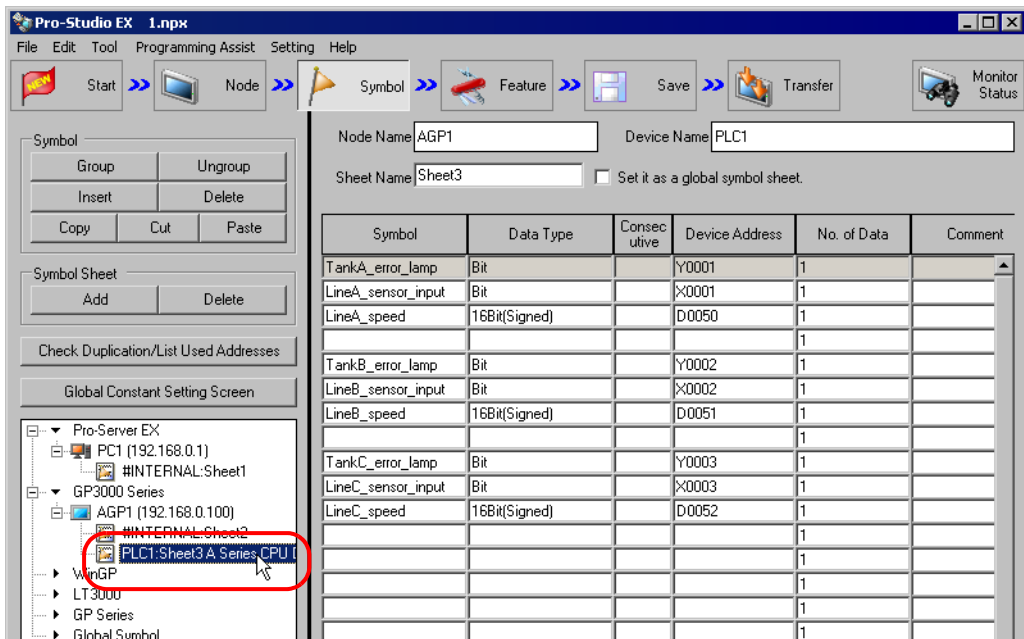 Pro-Studio EX 1.npx
File Edit Tool Programming Assist Setting Help
NEW Start Node Symbol Feature Save Transfer Monitor Status
Symbol
Group Ungroup
Insert Delete
Copy Cut Paste
Symbol Sheet
Add Delete
Check Duplication/List Used Addresses
Global Constant Setting Screen
Pro-Server EX
PC1 (192.168.0.1)
#INTERNAL:Sheet1
GP3000 Series
AGP1 (192.168.0.100)
#INTERNAL:Sheet2
PLC1:Sheet3 A Series CPU D
WinGP
LT3000
GP Series
Global Symbol
Node Name AGP1 Device Name PLC1
Sheet Name Sheet3 Set it as a global symbol sheet.
Symbol Data Type Consecutive Device Address No. of Data Comment
TankA_error_lamp Bit Y0001 1
LineA_sensor_input Bit X0001 1
LineA_speed 16Bit(Signed) D0050 1
1
TankB_error_lamp Bit Y0002 1
LineB_sensor_input Bit X0002 1
LineB_speed 16Bit(Signed) D0051 1
1
TankC_error_lamp Bit Y0003 1
LineC_sensor_input Bit X0003 1
LineC_speed 16Bit(Signed) D0052 1
1
1
1
1
1